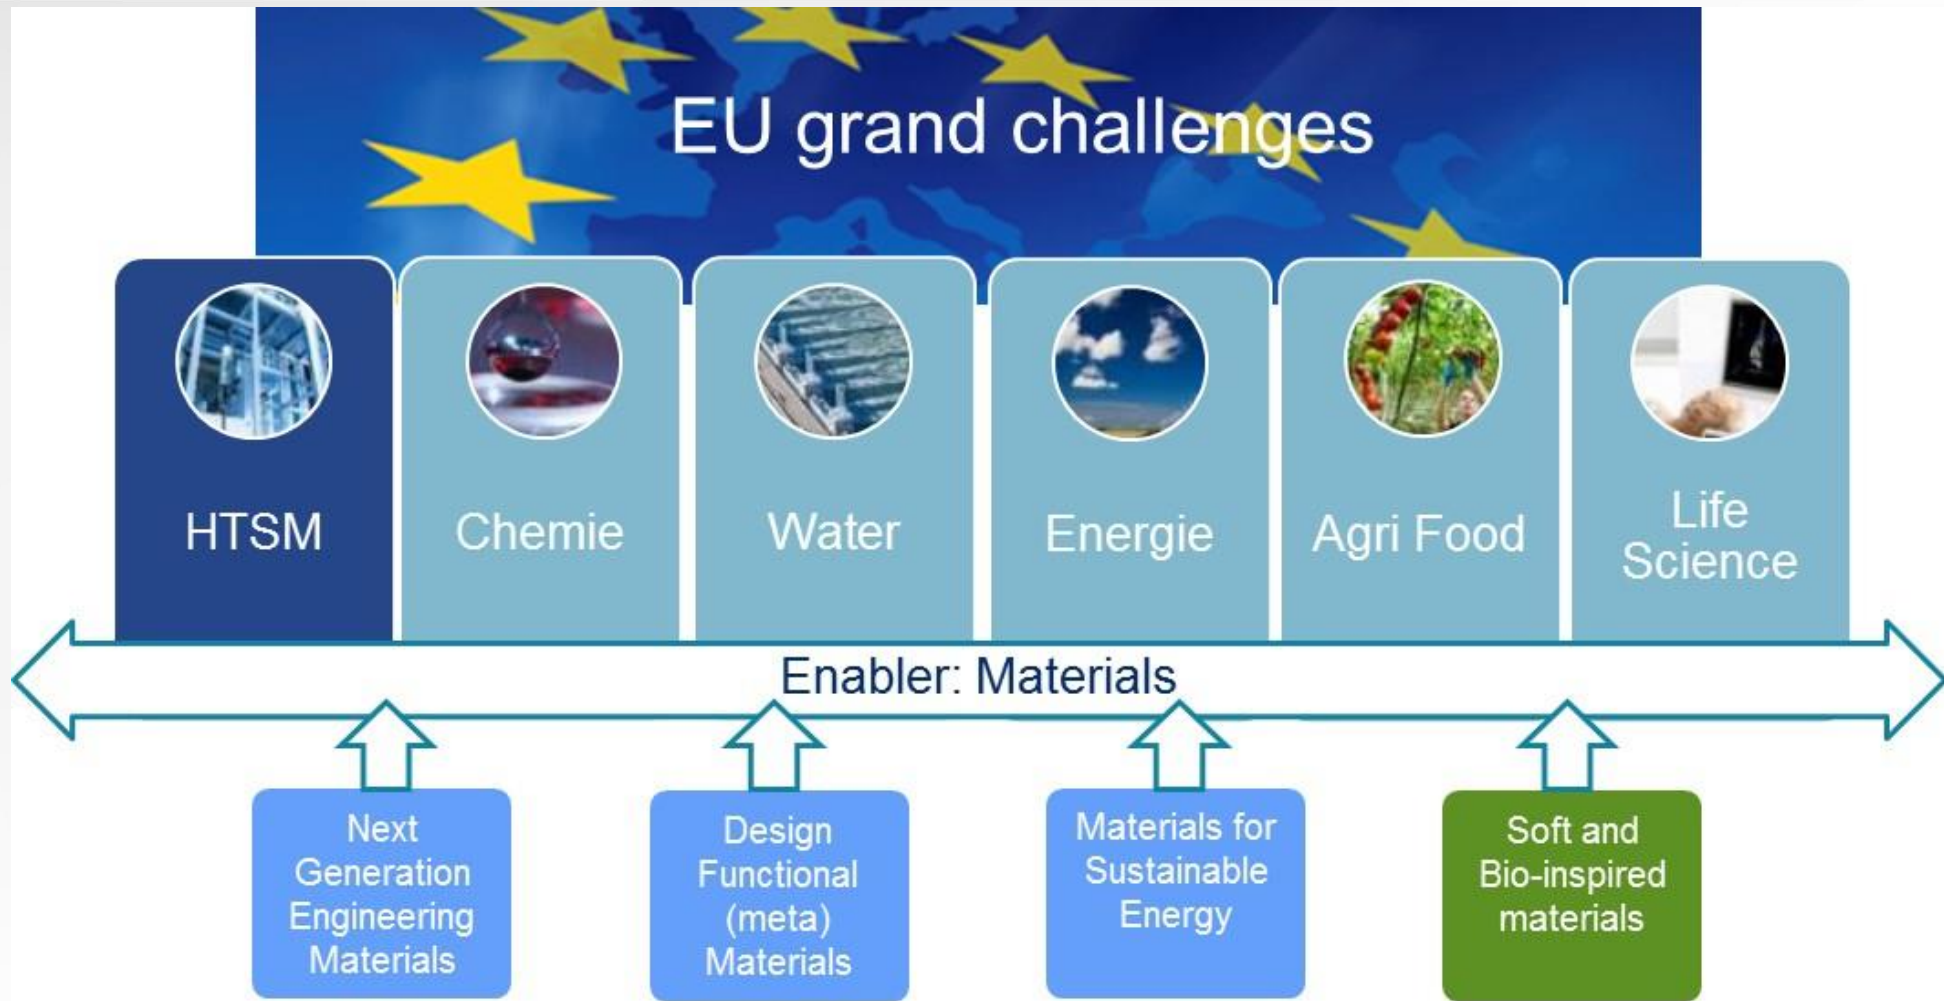 EU grand challenges
HTSM
Chemie
Water
Energie
Agri Food
Life
Science
Enabler: Materials
Next
Generation
Engineering
Materials
Design
Functional
(meta)
Materials
Materials for
Sustainable
Energy
Soft and
Bio-inspired
materials